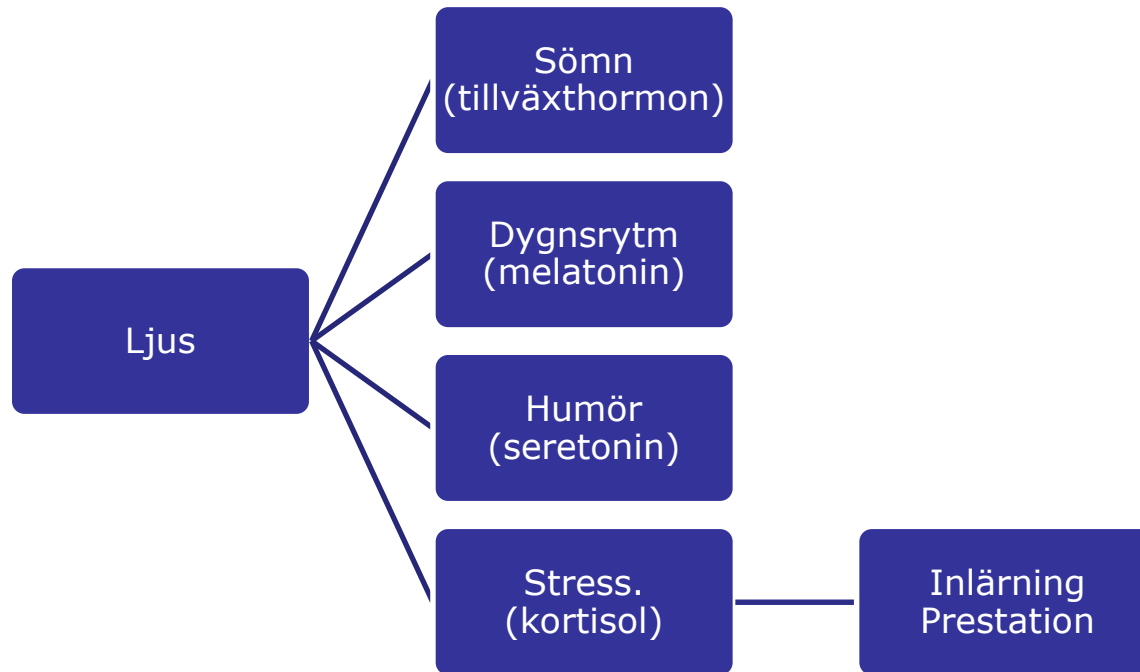 Sömn
(tillväxthormon)
Dygnsrytm
(melatonin)
Ljus
Humör
(seretonin)
Stress.
(kortisol)
Inlärning
Prestation